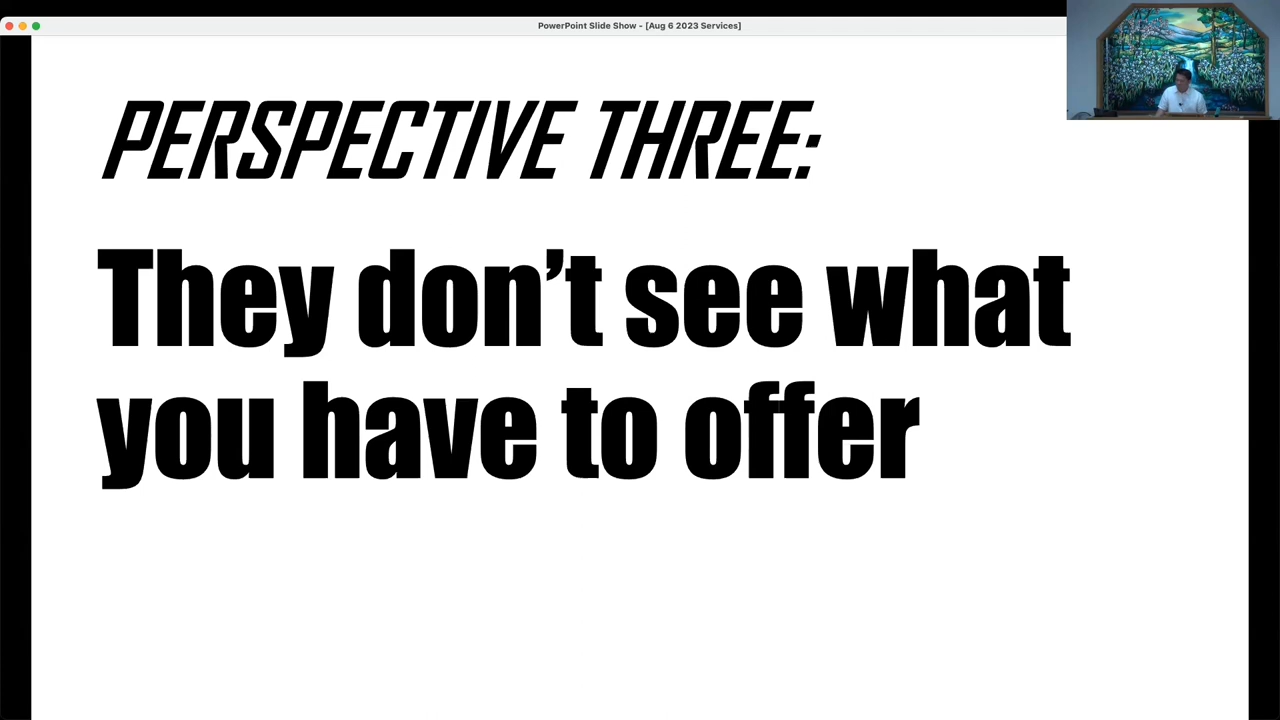 PowerPoint Slide Show - [Aug 6 2023 Services]
PERSPECTIVE THREE:
They don’t see what
you have to offer